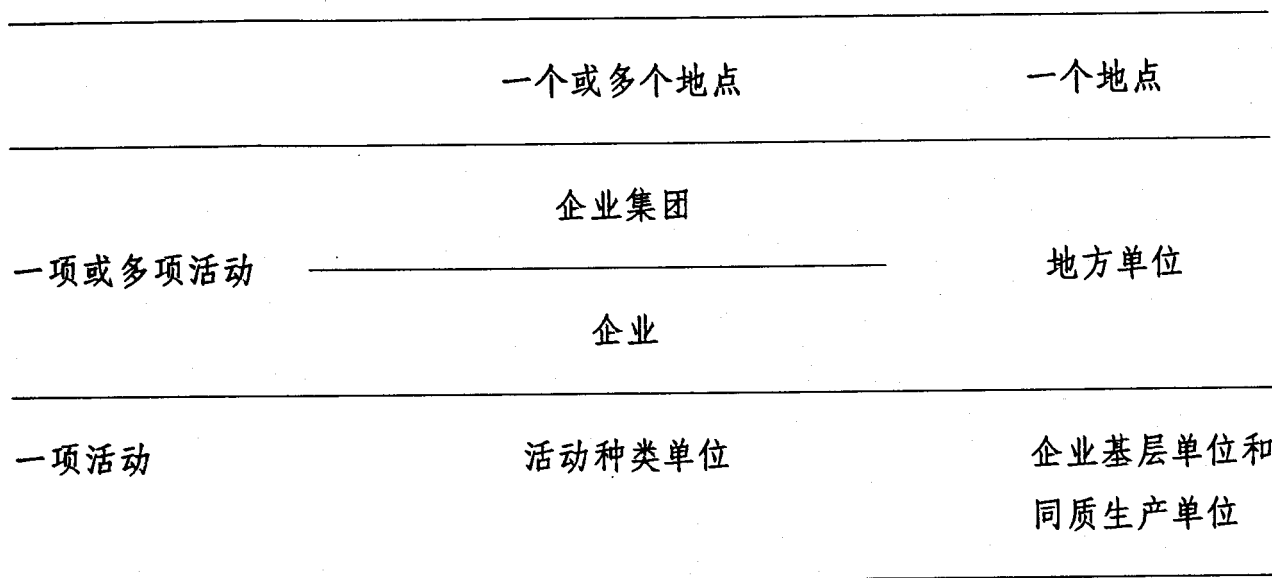 一个或多个地点 一个地点
企业集团
一项或多项活动 地方单位
企业
一项活动 活动种类单位 企业基层单位和
同质生产单位